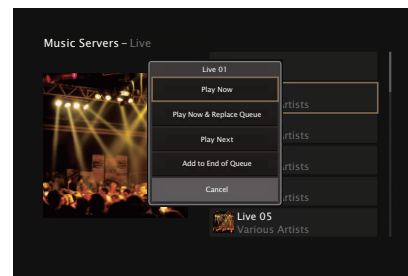 Music Servers – Live
Live 01
Play Now
Play Now & Replace Queue
Play Next
Add to End of Queue
Cancel
Artists
Artists
Artists
Artists
Live 05
Various Artists